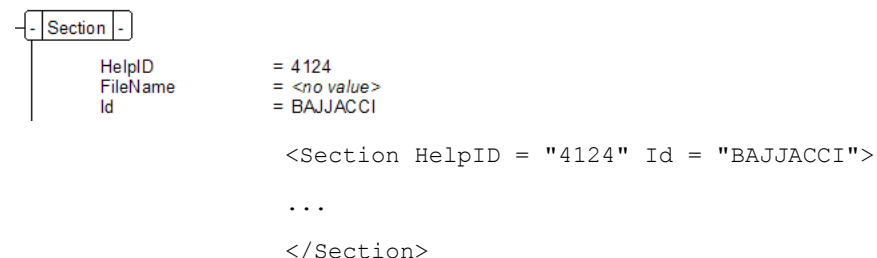 - Section -
HelpID = 4124
FileName = <no value>
Id = BAJJACCI
<Section HelpID = "4124" Id = "BAJJACCI">
...
</Section>